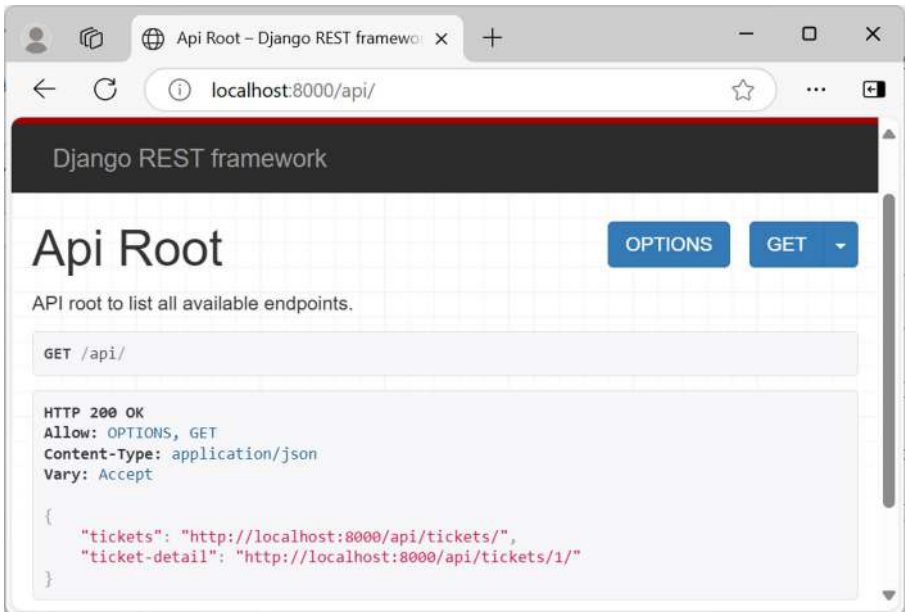 Api Root – Django REST framewo
localhost:8000/api/
Django REST framework
Api Root
OPTIONS
GET
API root to list all available endpoints.
GET /api/
HTTP 200 OK
Allow: OPTIONS, GET
Content-Type: application/json
Vary: Accept
{
"tickets": "http://localhost:8000/api/tickets/",
"ticket-detail": "http://localhost:8000/api/tickets/1/"
}